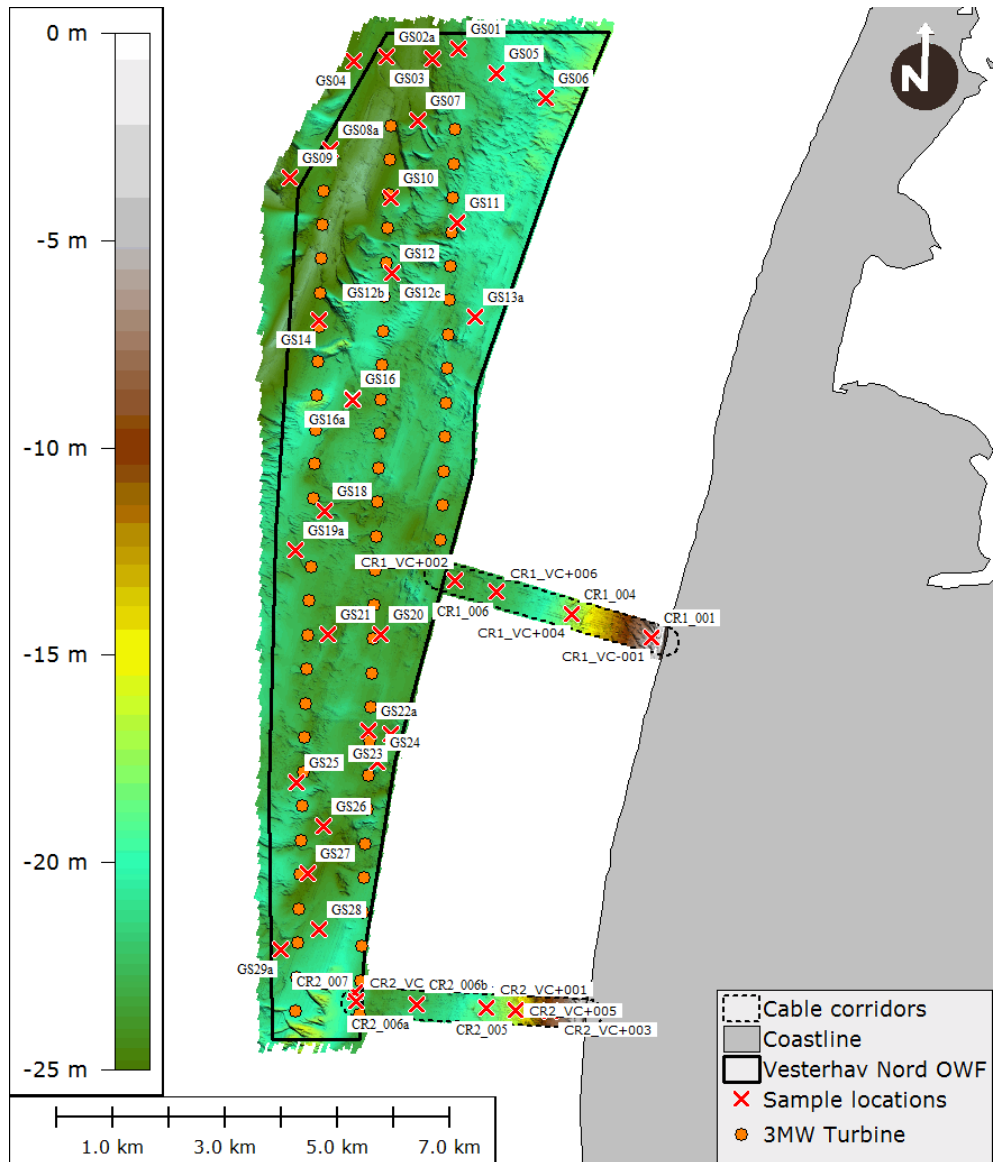 0 m
-5 m
-10 m
-15 m
-20 m
-25 m
N
GS01
GS02a
GS03
GS04
GS05
GS06
GS07
GS08a
GS09
GS10
GS11
GS12
GS12b
GS12c
GS13a
GS14
GS16
GS16a
GS18
GS19a
CR1_VC+002
CR1_VC+006
CR1_006
CR1_004
CR1_001
CR1_VC+004
CR1_VC-001
GS21
GS20
GS22a
GS23
GS24
GS25
GS26
GS27
GS28
GS29a
CR2_007
CR2_VC
CR2_006b
CR2_VC+001
CR2_VC+005
CR2_006a
CR2_005
CR2_VC+003
Cable corridors
Coastline
Vesterhav Nord OWF
Sample locations
3MW Turbine
1.0 km
3.0 km
5.0 km
7.0 km